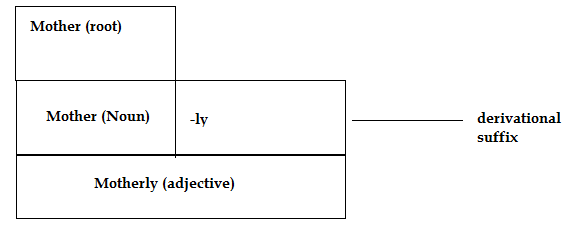 Mother (root)
Mother (Noun) -ly derivational
suffix
Motherly (adjective)